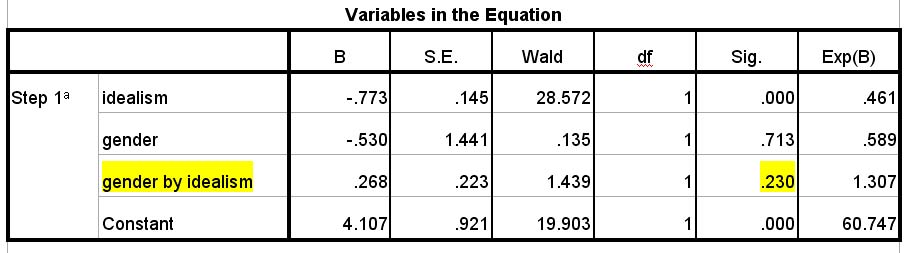 Variables in the Equation
B S.E. Wald df Sig. Exp(B)
Step 1ª idealism -.773 .145 28.572 1 .000 .461
gender -.530 1.441 .135 1 .713 .589
gender by idealism .268 .223 1.439 1 .230 1.307
Constant 4.107 .921 19.903 1 .000 60.747